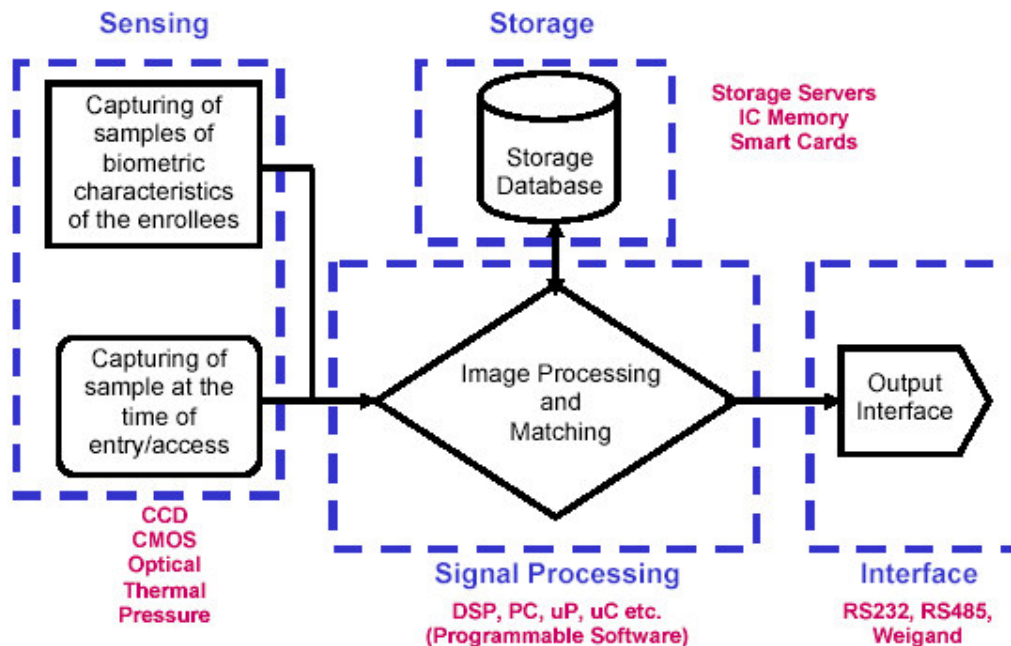 Sensing
Capturing of
samples of
biometric
characteristics
of the enrollees
Capturing of
sample at the
time of
entry/access
CCD
CMOS
Optical
Thermal
Pressure
Storage
Storage
Database
Storage Servers
IC Memory
Smart Cards
Image Processing
and
Matching
Signal Processing
DSP, PC, uP, uC etc.
(Programmable Software)
Output
Interface
Interface
RS232, RS485,
Weigand